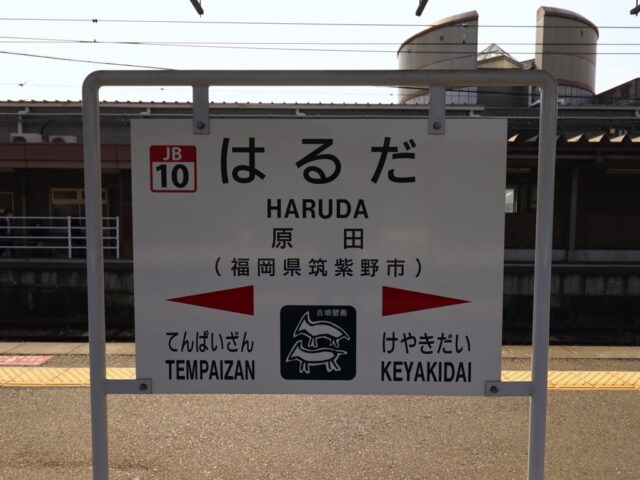 JB
10
はるだ
HARUDA
原田
（福岡県筑紫野市）
てんぱいざん
TEMPAIZAN
古墳壁画
けやきだい
KEYAKIDAI